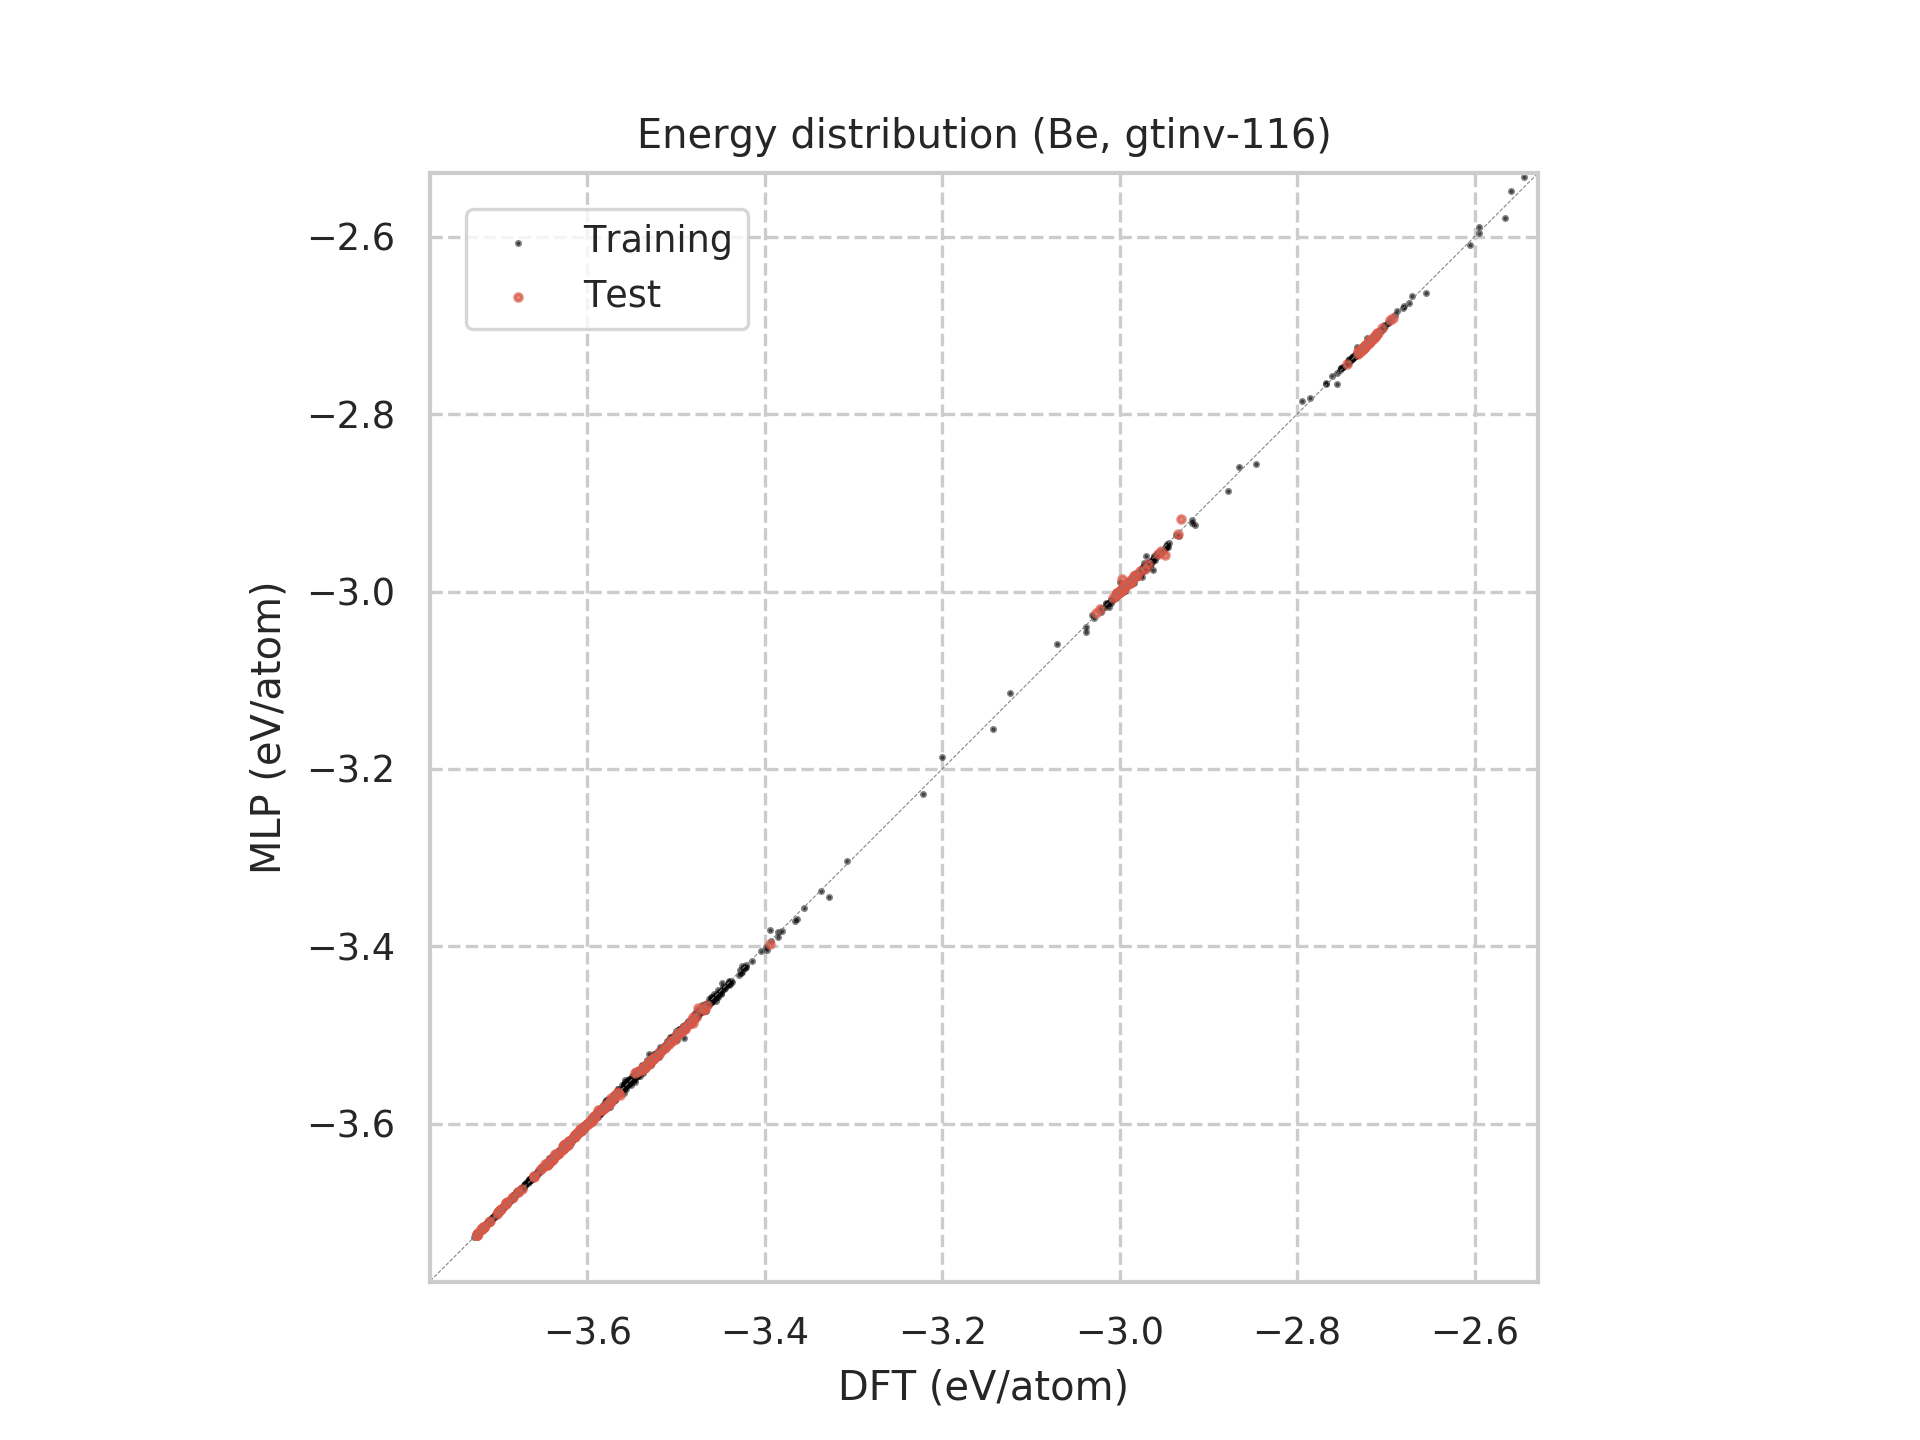 Energy distribution (Be, gtinv-116)
Training
Test
−2.6
−2.8
−3.0
−3.2
−3.4
−3.6
MLP (eV/atom)
−3.6 −3.4 −3.2 −3.0 −2.8 −2.6
DFT (eV/atom)